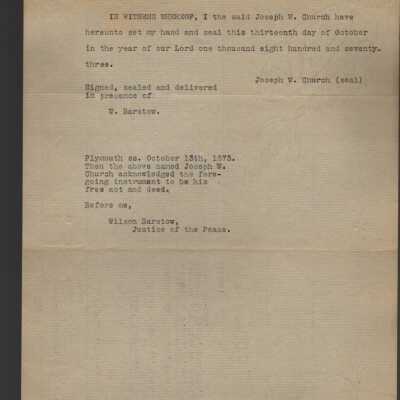 IN WITNESS WHEREOF, I the said Joseph W. Church have
hereunto set my hand and seal this thirteenth day of October
in the year of our Lord one thousand eight hundred and seventy-
three.
Joseph W. Church (seal)
Signed, sealed and delivered
in presence of
W. Barstow.
Plymouth ss. October 13th, 1873.
Then the above named Joseph W.
Church acknowledged the fore-
going instrument to be his
free act and deed.
Before me,
Wilson Barstow,
Justice of the Peace.